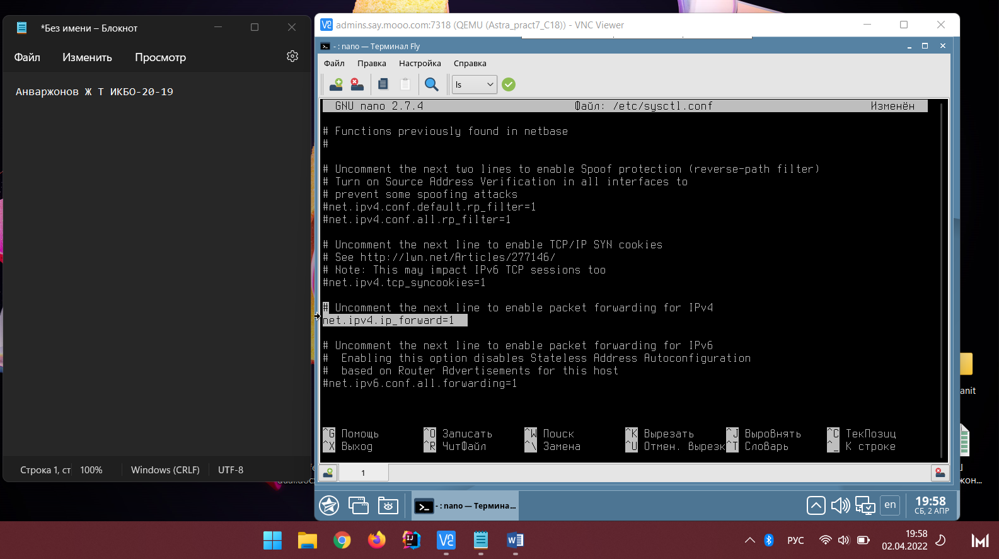 *Без имени – Блокнот
Файл Изменить Просмотр
Анваржонов Ж Т ИКБО-20-19
Строка 1, ст 100% Windows (CRLF) UTF-8
admins.say.mooo.com:7318 (QEMU (Astra_pract7_C18)) - VNC Viewer
- : nano — Терминал Fly
Файл Правка Настройка Справка
ls
GNU nano 2.7.4 Файл: /etc/sysctl.conf Изменён
# Functions previously found in netbase
#
# Uncomment the next two lines to enable Spoof protection (reverse-path filter)
# Turn on Source Address Verification in all interfaces to
# prevent some spoofing attacks
#net.ipv4.conf.default.rp_filter=1
#net.ipv4.conf.all.rp_filter=1
# Uncomment the next line to enable TCP/IP SYN cookies
# See http://lwn.net/Articles/277146/
# Note: This may impact IPv6 TCP sessions too
#net.ipv4.tcp_syncookies=1
# Uncomment the next line to enable packet forwarding for IPv4
net.ipv4.ip_forward=1
# Uncomment the next line to enable packet forwarding for IPv6
#  Enabling this option disables Stateless Address Autoconfiguration
#  based on Router Advertisements for this host
#net.ipv6.conf.all.forwarding=1
^G Помощь ^O Записать ^W Поиск ^K Вырезать ^J Выровнять ^C ТекПозиц
^X Выход ^R ЧитФайл ^\ Замена ^U Отмен. Вырезк ^T Словарь ^_ К строке
1
- : nano — Термина...
en
19:58
СБ, 2 АПР
anit
кон...
РУС
19:58
02.04.2022